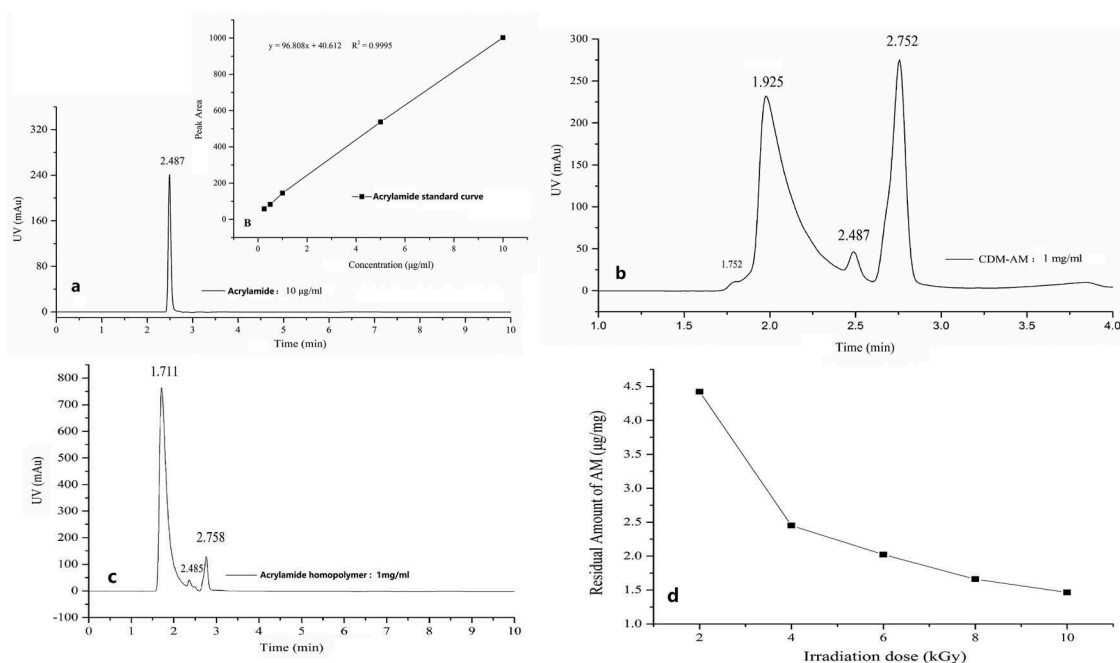 y = 96.808x + 40.612 R² = 0.9995
1000
800
600
400
200
0
Peak Area
B
Acrylamide standard curve
0 2 4 6 8 10
Concentration (μg/ml)
320
240
160
80
0
UV (mAu)
2.487
a
Acrylamide： 10 μg/ml
0 1 2 3 4 5 6 7 8 9 10
Time (min)
300
250
200
150
100
50
0
UV (mAu)
1.752
1.925
2.487
2.752
b
CDM-AM： 1 mg/ml
1.0 1.5 2.0 2.5 3.0 3.5 4.0
Time (min)
800
700
600
500
400
300
200
100
0
-100
UV (mAu)
1.711
2.485
2.758
c
Acrylamide homopolymer： 1mg/ml
0 1 2 3 4 5 6 7 8 9 10
Time (min)
4.5
4.0
3.5
3.0
2.5
2.0
1.5
1.0
Residual Amount of AM (μg/mg)
d
2 4 6 8 10
Irradiation dose (kGy)